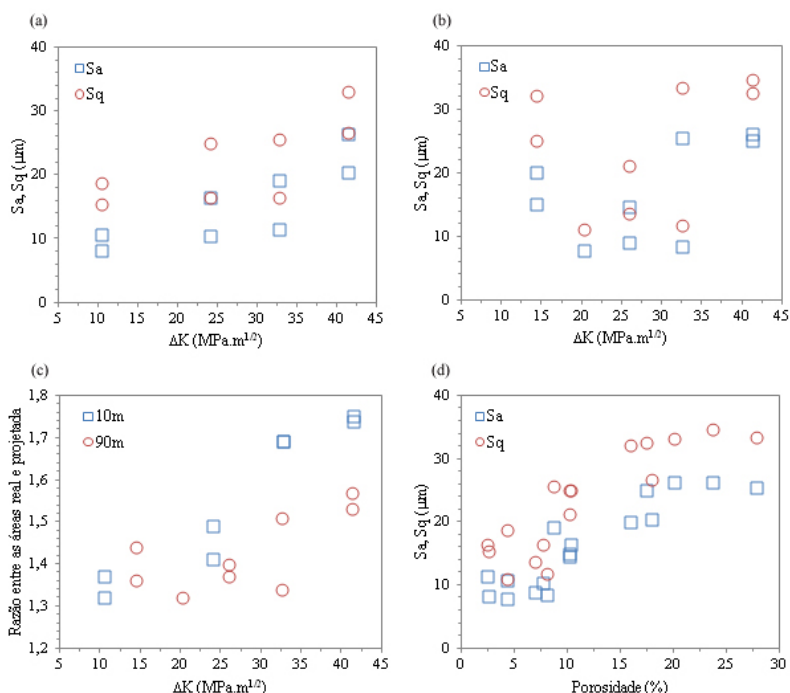 (a)
40
30
20
10
0
Sa, Sq (µm)
Sa
Sq
5 10 15 20 25 30 35 40 45
ΔK (MPa.m1/2)
(b)
40
30
20
10
0
Sa, Sq (µm)
Sa
Sq
5 10 15 20 25 30 35 40 45
ΔK (MPa.m1/2)
(c)
1,8
1,7
1,6
1,5
1,4
1,3
1,2
Razão entre as áreas real e projetada
10m
90m
5 10 15 20 25 30 35 40 45
ΔK (MPa.m1/2)
(d)
40
30
20
10
0
Sa, Sq (µm)
Sa
Sq
0 5 10 15 20 25 30
Porosidade (%)